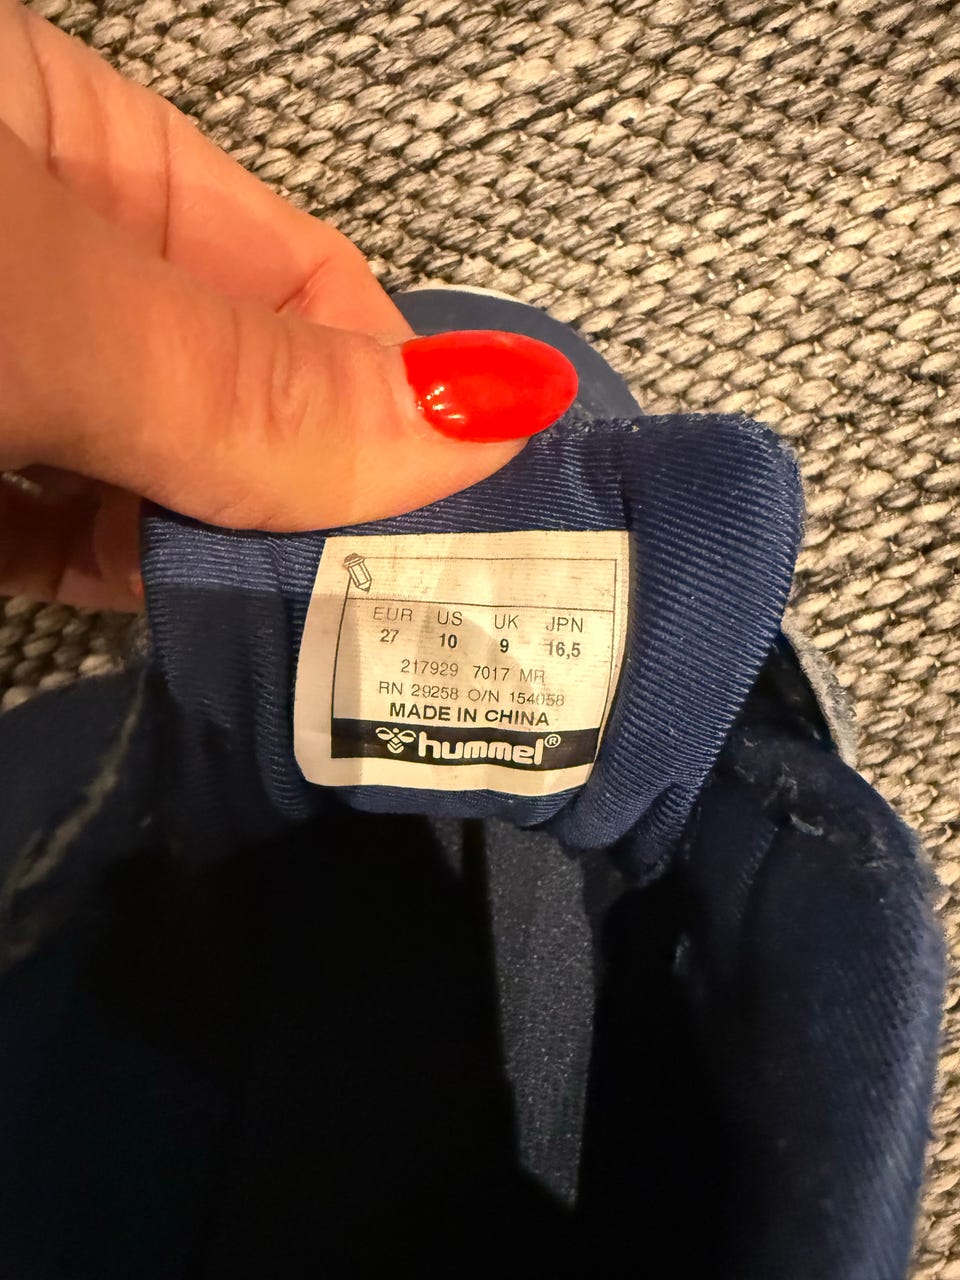 EUR US UK JPN
27 10 9 16,5
217929 7017 MR
RN 29258 O/N 154058
MADE IN CHINA
hummel®